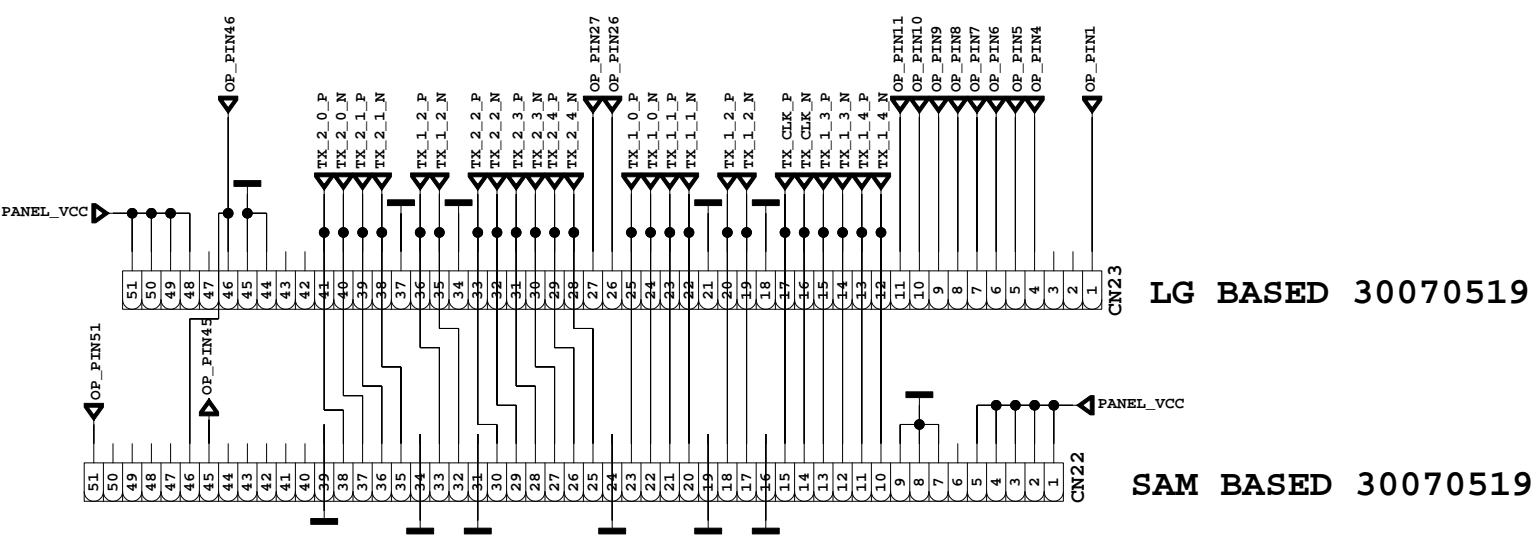 OP_PIN46
OP_PIN27
OP_PIN26
OP_PIN11
OP_PIN10
OP_PIN9
OP_PIN8
OP_PIN7
OP_PIN6
OP_PIN5
OP_PIN4
OP_PIN1
TX_2_0_P
TX_2_0_N
TX_2_1_P
TX_2_1_N
TX_1_2_P
TX_1_2_N
TX_2_2_P
TX_2_2_N
TX_2_3_P
TX_2_3_N
TX_2_4_P
TX_2_4_N
TX_1_0_P
TX_1_0_N
TX_1_1_P
TX_1_1_N
TX_1_2_P
TX_1_2_N
TX_CLK_P
TX_CLK_N
TX_1_3_P
TX_1_3_N
TX_1_4_P
TX_1_4_N
PANEL_VCC
51 50 49 48 47 46 45 44 43 42 41 40 39 38 37 36 35 34 33 32 31 30 29 28 27 26 25 24 23 22 21 20 19 18 17 16 15 14 13 12 11 10 9 8 7 6 5 4 3 2 1
CN23
LG BASED 30070519
OP_PIN51
OP_PIN45
PANEL_VCC
51 50 49 48 47 46 45 44 43 42 41 40 39 38 37 36 35 34 33 32 31 30 29 28 27 26 25 24 23 22 21 20 19 18 17 16 15 14 13 12 11 10 9 8 7 6 5 4 3 2 1
CN22
SAM BASED 30070519